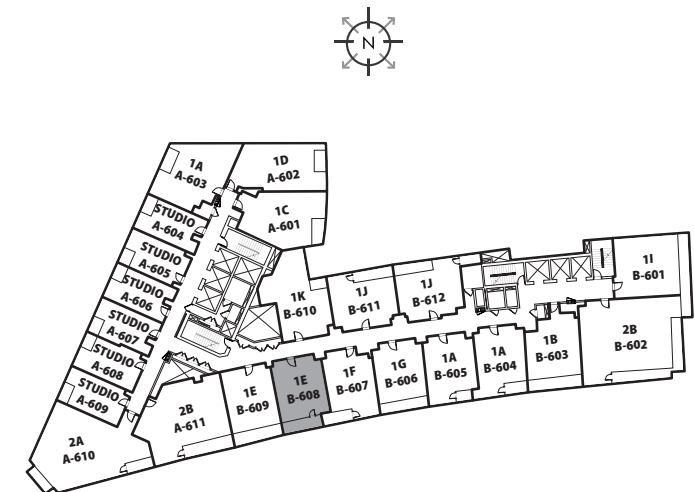 N
1A
A-603
1D
A-602
1C
A-601
STUDIO
A-604
STUDIO
A-605
STUDIO
A-606
STUDIO
A-607
STUDIO
A-608
STUDIO
A-609
2A
A-610
2B
A-611
1K
B-610
1J
B-611
1J
B-612
1I
B-601
2B
B-602
1B
B-603
1A
B-604
1A
B-605
1G
B-606
1F
B-607
1E
B-608
1E
B-609